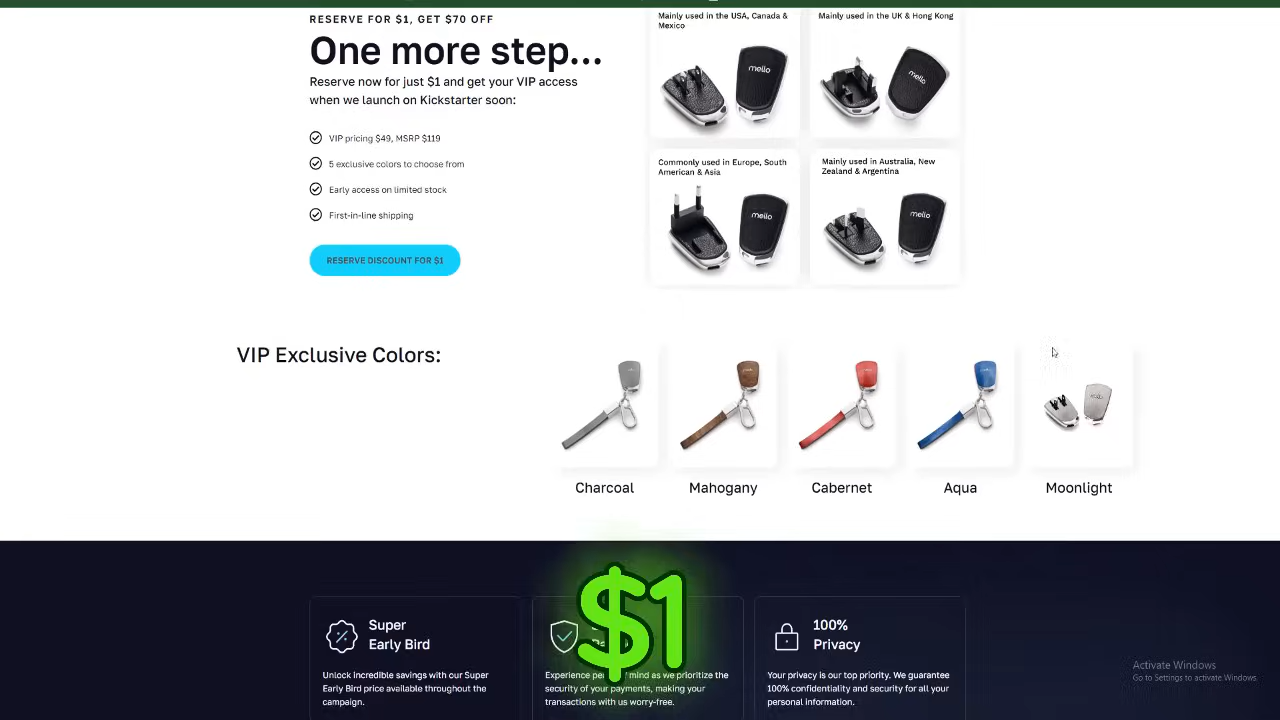 RESERVE FOR $1, GET $70 OFF
One more step...
Reserve now for just $1 and get your VIP access
when we launch on Kickstarter soon:
VIP pricing $49, MSRP $119
5 exclusive colors to choose from
Early access on limited stock
First-in-line shipping
RESERVE DISCOUNT FOR $1
Mainly used in the USA, Canada &
Mexico
mello
Mainly used in the UK & Hong Kong
mello
Commonly used in Europe, South
American & Asia
mello
Mainly used in Australia, New
Zealand & Argentina
mello
VIP Exclusive Colors:
Charcoal
Mahogany
Cabernet
Aqua
Moonlight
$1
Super
Early Bird
Unlock incredible savings with our Super
Early Bird price available throughout the
campaign.
Experience mind as we prioritize the
security of your payments, making your
transactions with us worry-free.
100%
Privacy
Your privacy is our top priority. We guarantee
100% confidentiality and security for all your
personal information.
Activate Windows
Go to Settings to activate Windows.